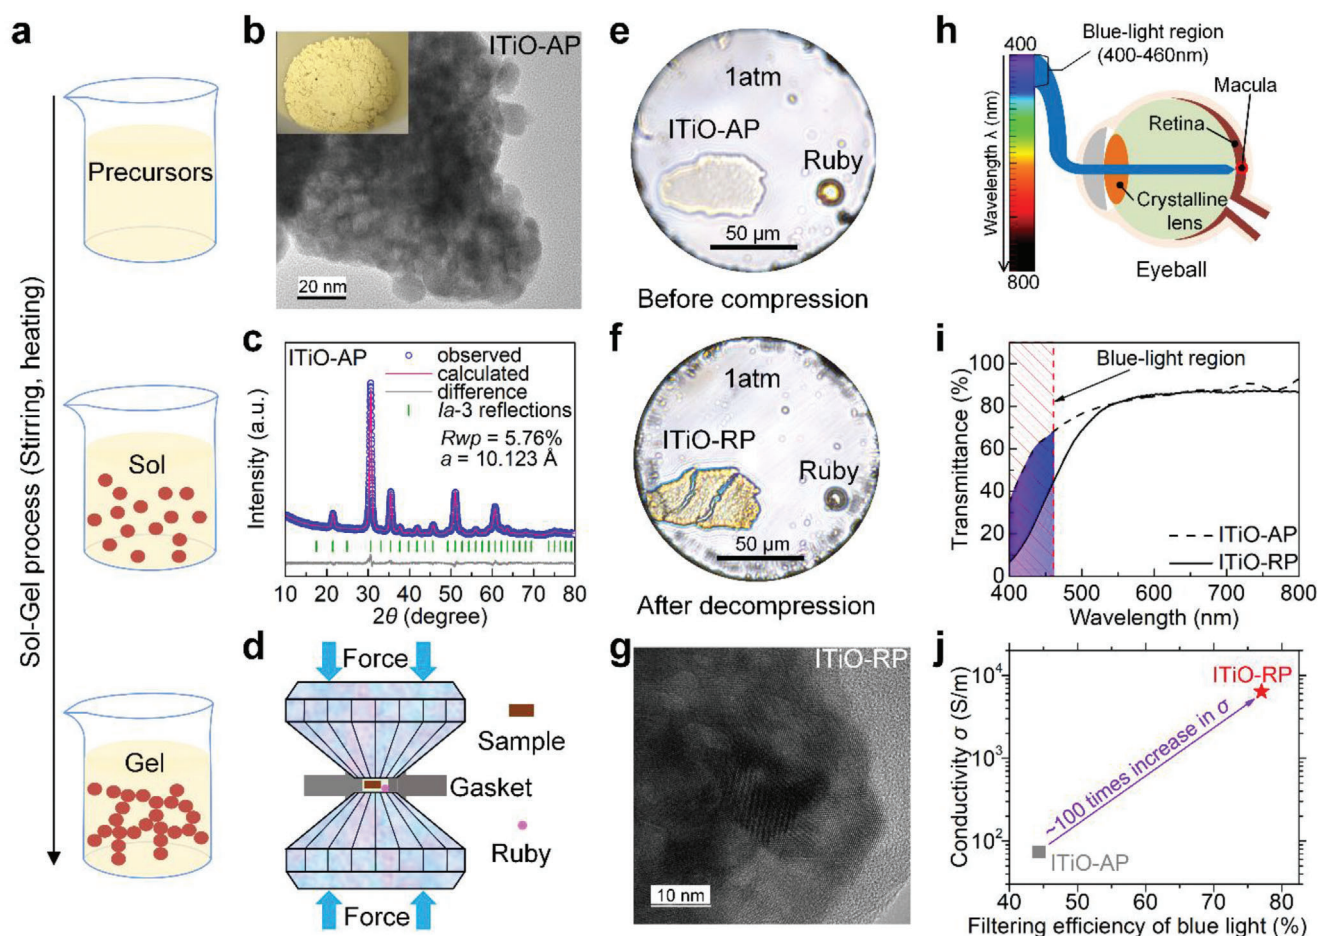 a
Sol-Gel process (Stirring, heating)
Precursors
Sol
Gel
b
ITiO-AP
20 nm
c
ITiO-AP
observed
calculated
difference
Ia-3 reflections
Rwp = 5.76%
a = 10.123 Å
Intensity (a.u.)
10 20 30 40 50 60 70 80
2θ (degree)
d
Force
Sample
Gasket
Ruby
Force
e
1atm
ITiO-AP
Ruby
50 μm
Before compression
f
1atm
ITiO-RP
Ruby
50 μm
After decompression
g
ITiO-RP
10 nm
h
400
Blue-light region
(400-460nm)
Wavelength λ (nm)
800
Macula
Retina
Crystalline
lens
Eyeball
i
Blue-light region
Transmittance (%)
100
80
60
40
20
0
ITiO-AP
ITiO-RP
400 500 600 700 800
Wavelength (nm)
j
Conductivity σ (S/m)
10⁴
10³
10²
ITiO-RP
~100 times increase in σ
ITiO-AP
40 50 60 70 80
Filtering efficiency of blue light (%)